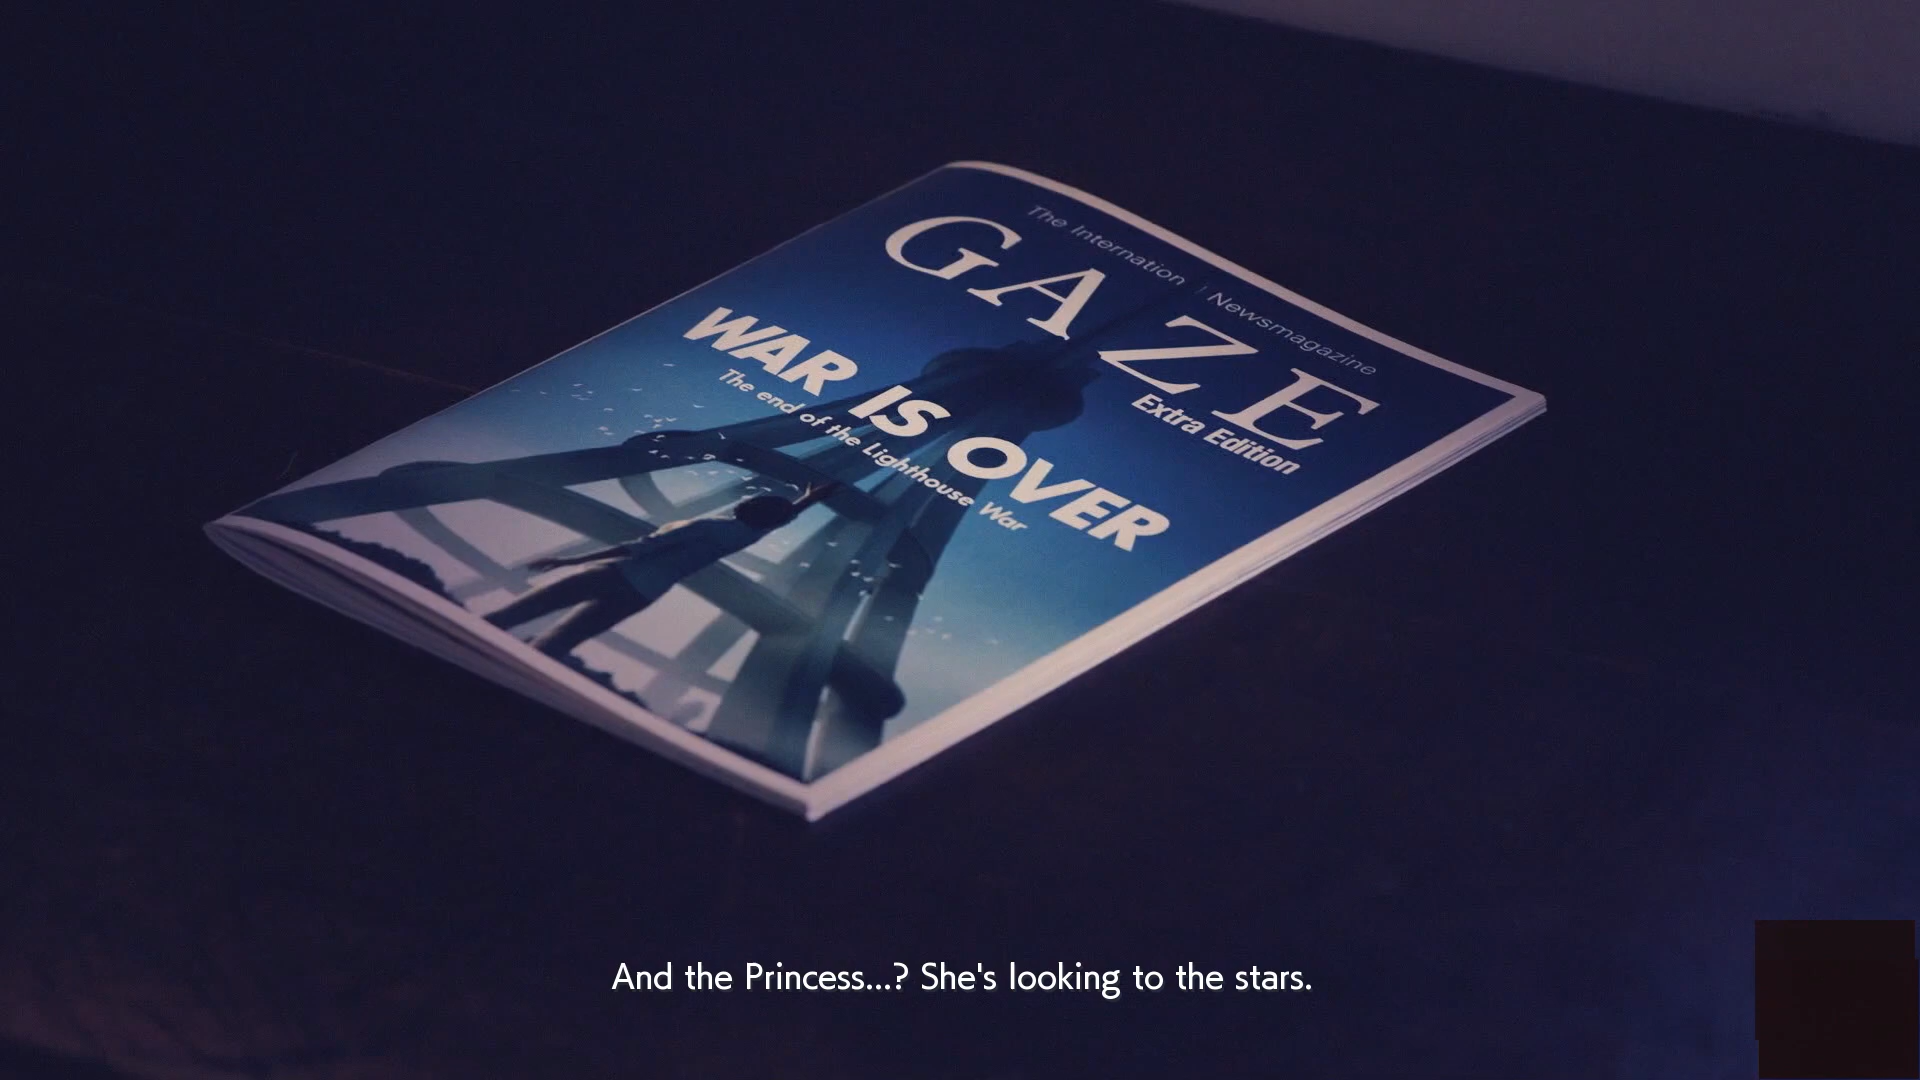 The Internation l Newsmagazine
GAZE
Extra Edition
WAR IS OVER
The end of the Lighthouse War
And the Princess...? She's looking to the stars.